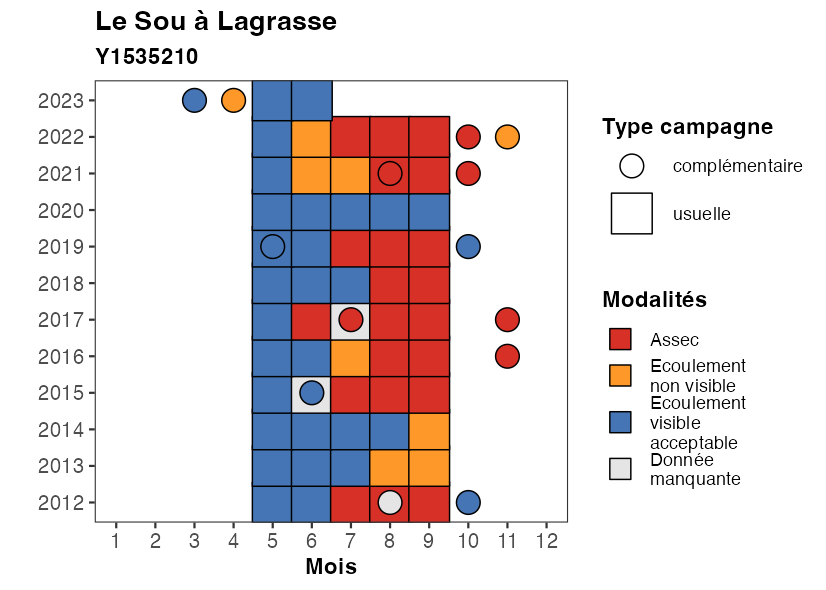 Le Sou à Lagrasse
Y1535210
2023
2022
2021
2020
2019
2018
2017
2016
2015
2014
2013
2012
1 2 3 4 5 6 7 8 9 10 11 12
Mois
Type campagne
complémentaire
usuelle
Modalités
Assec
Ecoulement
non visible
Ecoulement
visible
acceptable
Donnée
manquante